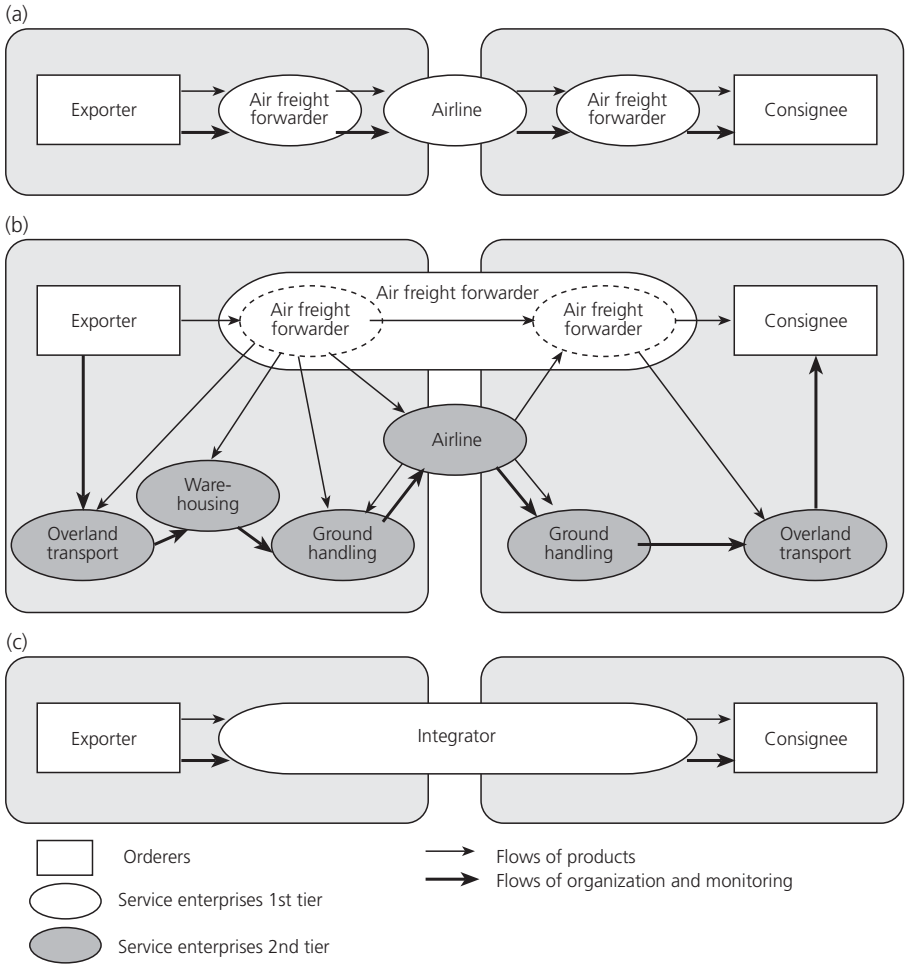 (a)
Exporter
Air freight
forwarder
Airline
Air freight
forwarder
Consignee
(b)
Exporter
Air freight
forwarder
Air freight forwarder
Air freight
forwarder
Consignee
Airline
Ware-
housing
Overland
transport
Ground
handling
Ground
handling
Overland
transport
(c)
Exporter
Integrator
Consignee
Orderers
Service enterprises 1st tier
Service enterprises 2nd tier
Flows of products
Flows of organization and monitoring